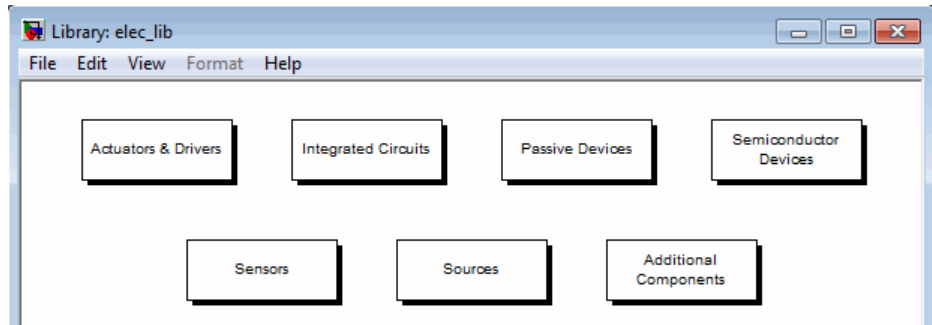 Library: elec_lib
File Edit View Format Help
Actuators & Drivers
Integrated Circuits
Passive Devices
Semiconductor
Devices
Sensors
Sources
Additional
Components